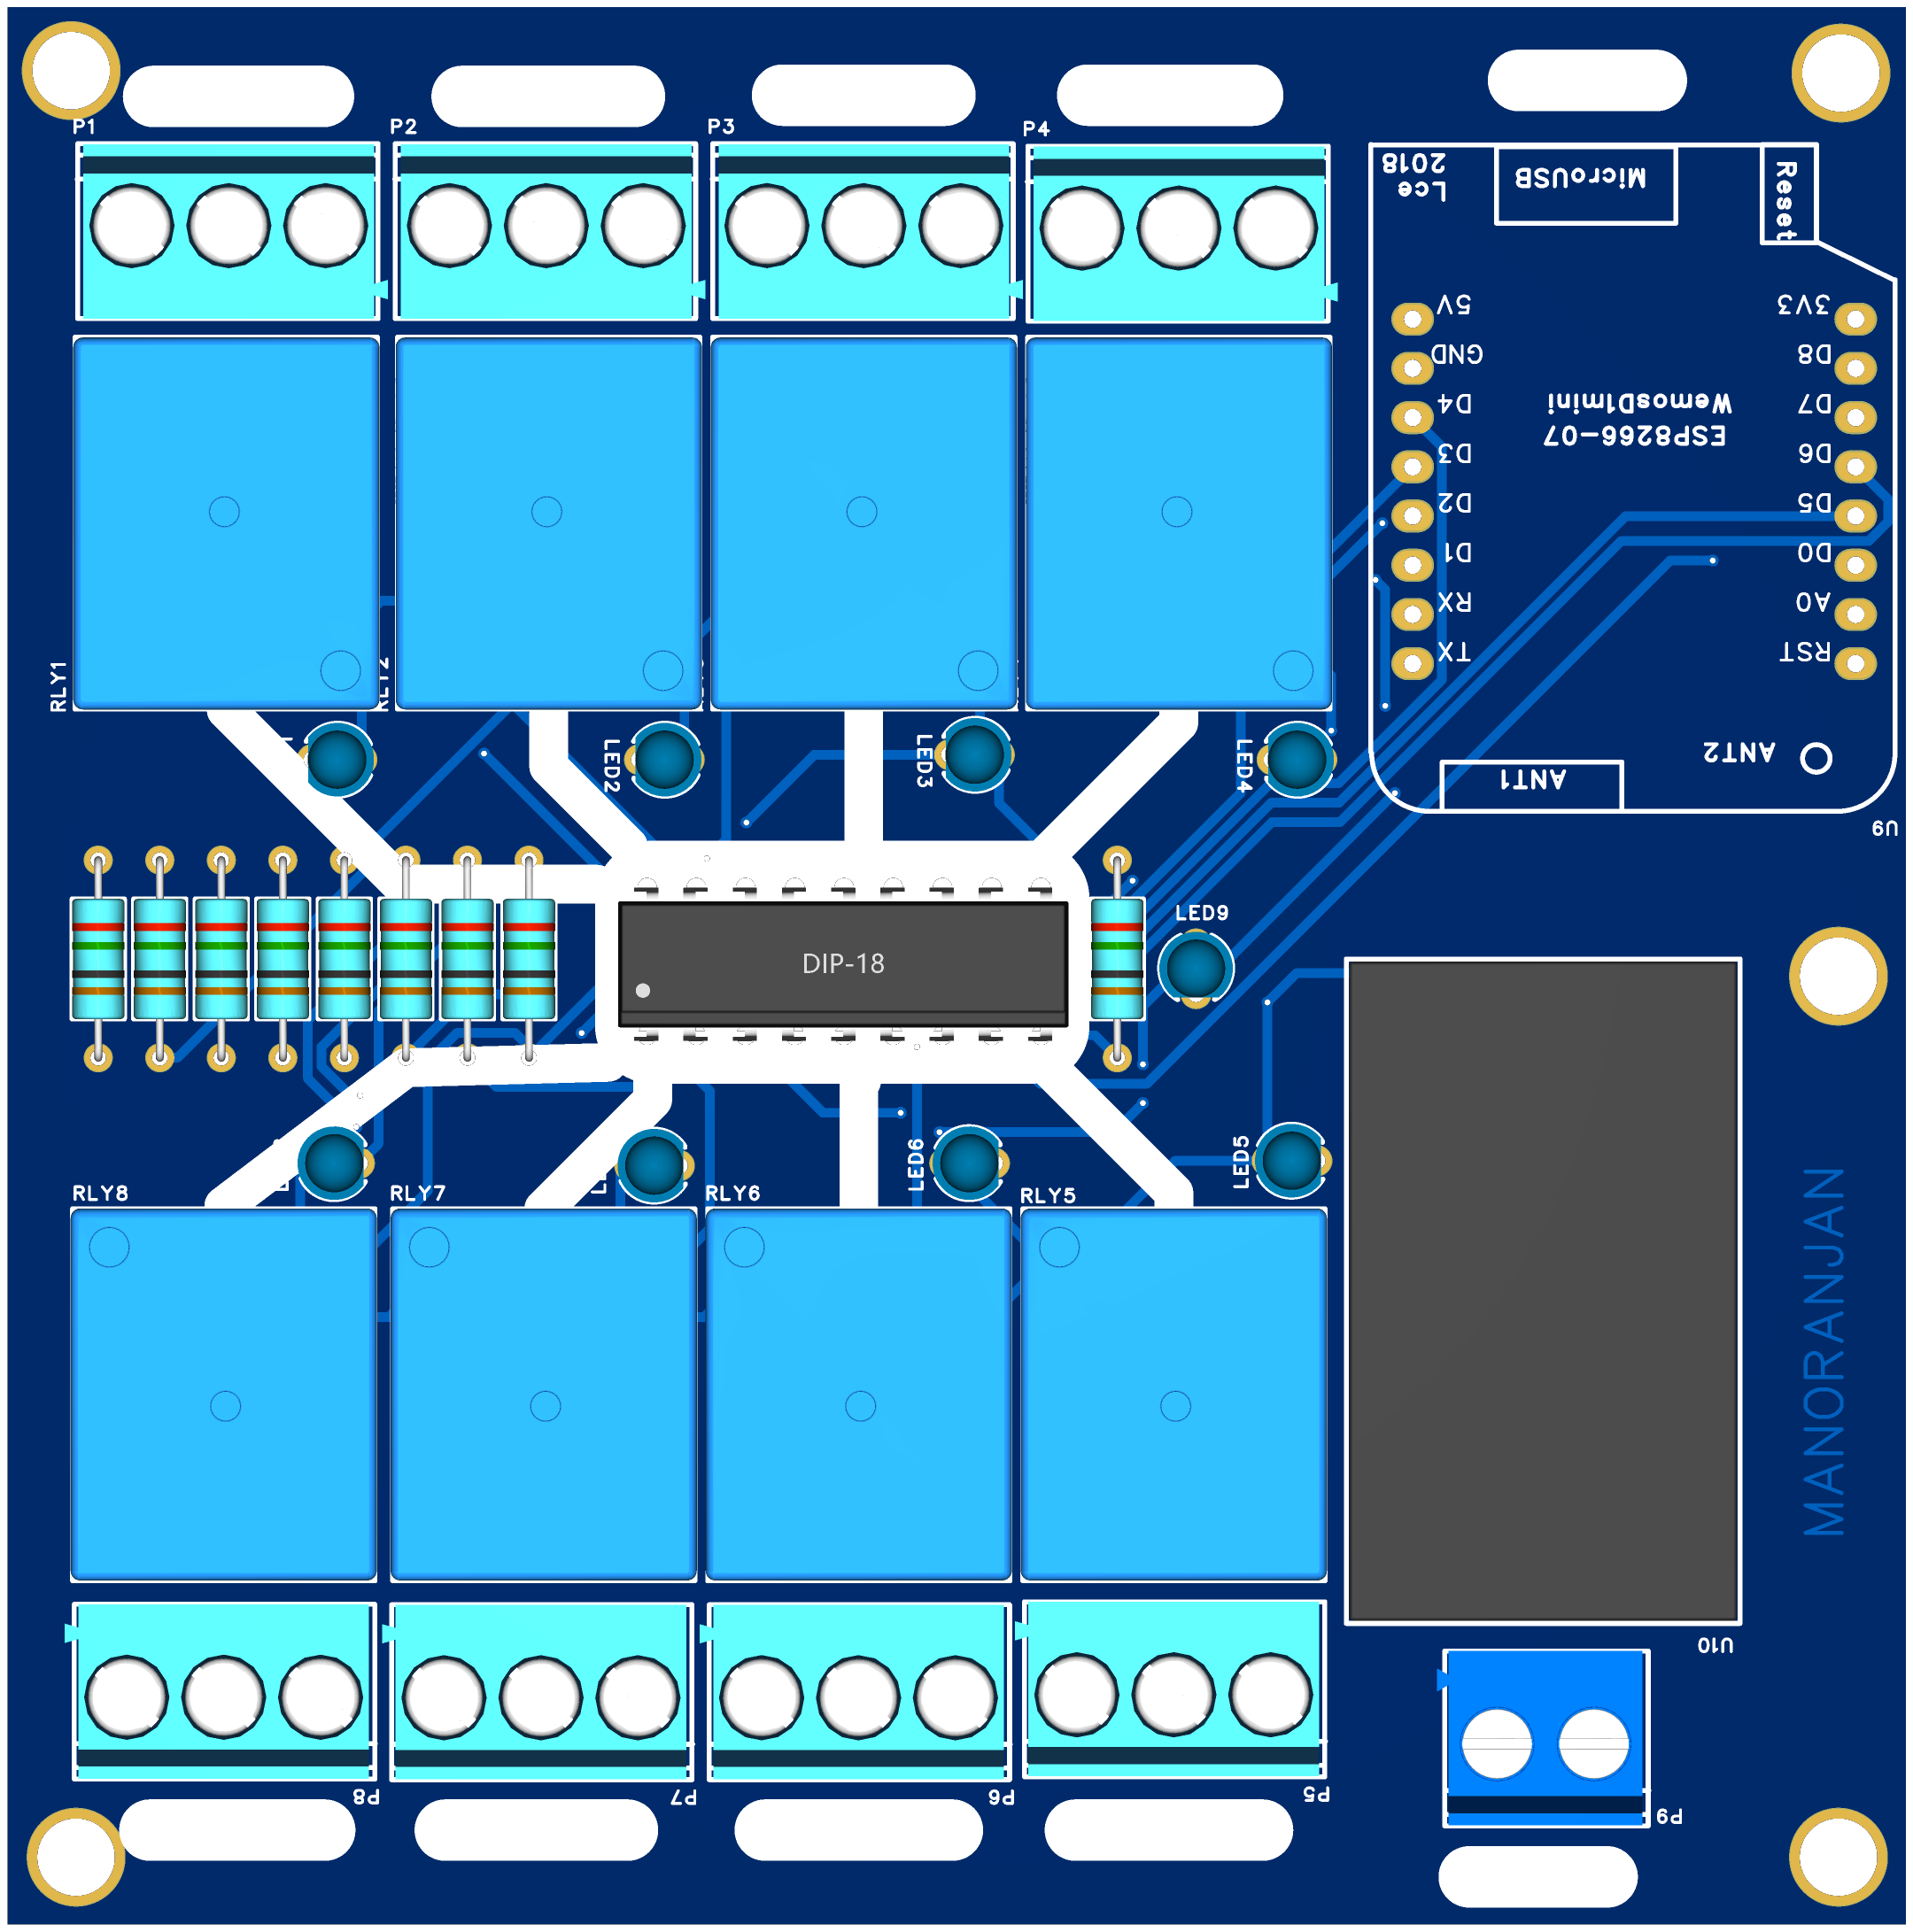 P1
P2
P3
P4
Lce
2018
MicroUSB
Reset
5V
GND
D4
D3
D2
D1
RX
TX
3V3
D8
D7
D6
D5
D0
A0
RST
ESP8266-07
WemosD1mini
ANT1
ANT2
U9
RLY1
LED2
LED3
LED4
LED9
DIP-18
LED6
LED5
RLY8
RLY7
RLY6
RLY5
MANORANJAN
U10
P8
P7
P6
P5
P9